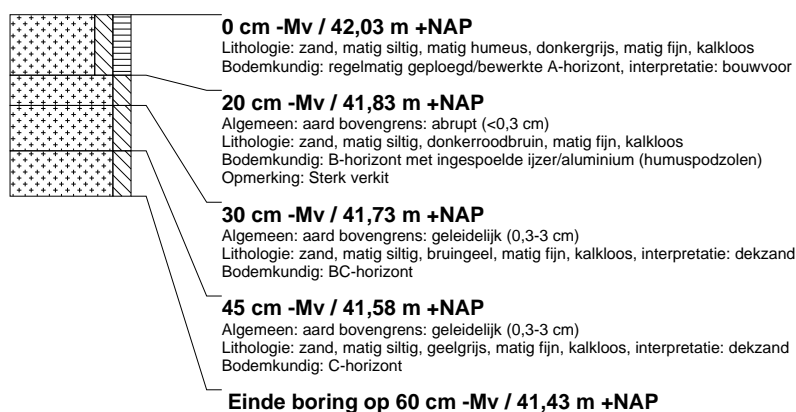 0 cm -Mv / 42,03 m +NAP
Lithologie: zand, matig siltig, matig humeus, donkergrijs, matig fijn, kalkloos
Bodemkundig: regelmatig geploegd/bewerkte A-horizont, interpretatie: bouwvoor
20 cm -Mv / 41,83 m +NAP
Algemeen: aard bovengrens: abrupt (<0,3 cm)
Lithologie: zand, matig siltig, donkerroodbruin, matig fijn, kalkloos
Bodemkundig: B-horizont met ingespoelde ijzer/aluminium (humuspodzolen)
Opmerking: Sterk verkit
30 cm -Mv / 41,73 m +NAP
Algemeen: aard bovengrens: geleidelijk (0,3-3 cm)
Lithologie: zand, matig siltig, bruingeel, matig fijn, kalkloos, interpretatie: dekzand
Bodemkundig: BC-horizont
45 cm -Mv / 41,58 m +NAP
Algemeen: aard bovengrens: geleidelijk (0,3-3 cm)
Lithologie: zand, matig siltig, geelgrijs, matig fijn, kalkloos, interpretatie: dekzand
Bodemkundig: C-horizont
Einde boring op 60 cm -Mv / 41,43 m +NAP